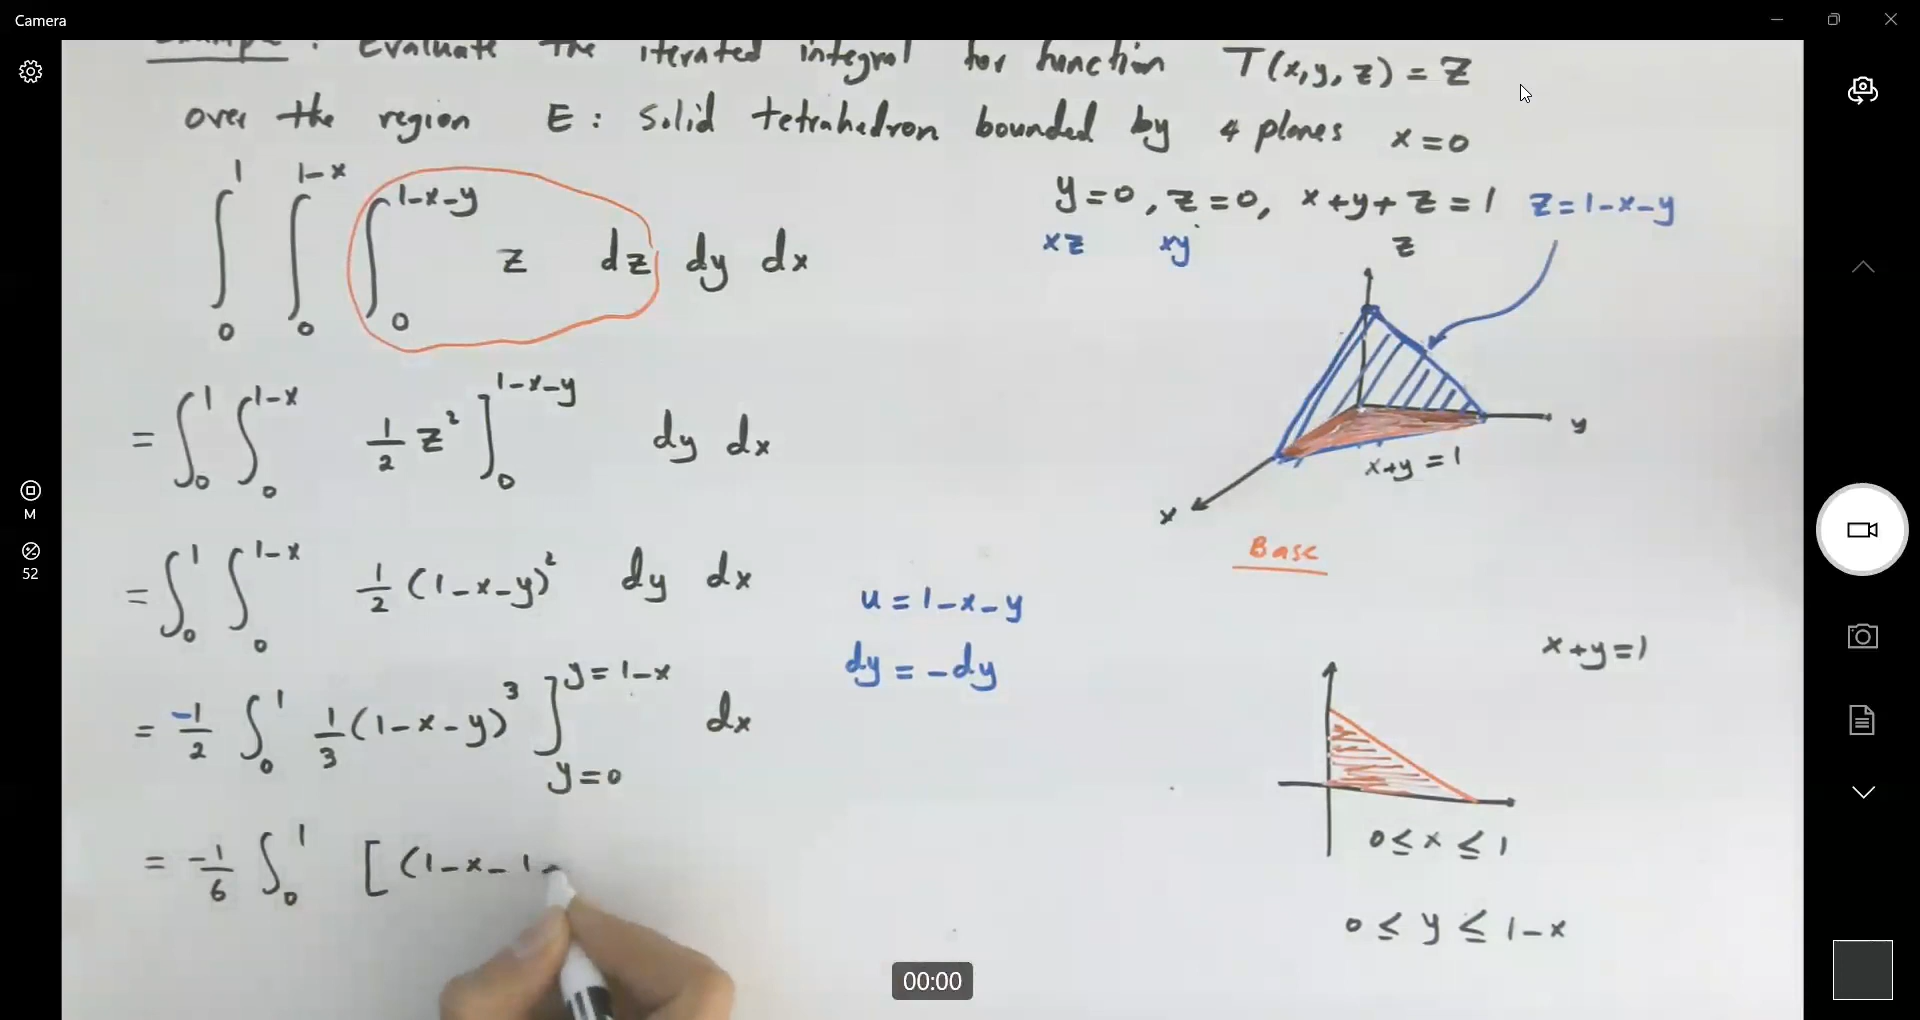 Camera
Example : Evaluate the iterated integral for function T(x,y,z) = z
over the region E : Solid tetrahedron bounded by 4 planes x=0
y=0, z=0, x+y+z=1 z=1-x-y
xz xy
∫₀¹ ∫₀^(1-x) ∫₀^(1-x-y) z dz dy dx
z
y
x+y=1
x
= ∫₀¹ ∫₀^(1-x) 1/2 z² ]₀^(1-x-y) dy dx
Base
= ∫₀¹ ∫₀^(1-x) 1/2 (1-x-y)² dy dx
u = 1-x-y
dy = -dy
x+y=1
= -1/2 ∫₀¹ 1/3 (1-x-y)³ ]_(y=0)^(y=1-x) dx
0 ≤ x ≤ 1
= -1/6 ∫₀¹ [ (1-x-1-
0 ≤ y ≤ 1-x
M
52
00:00